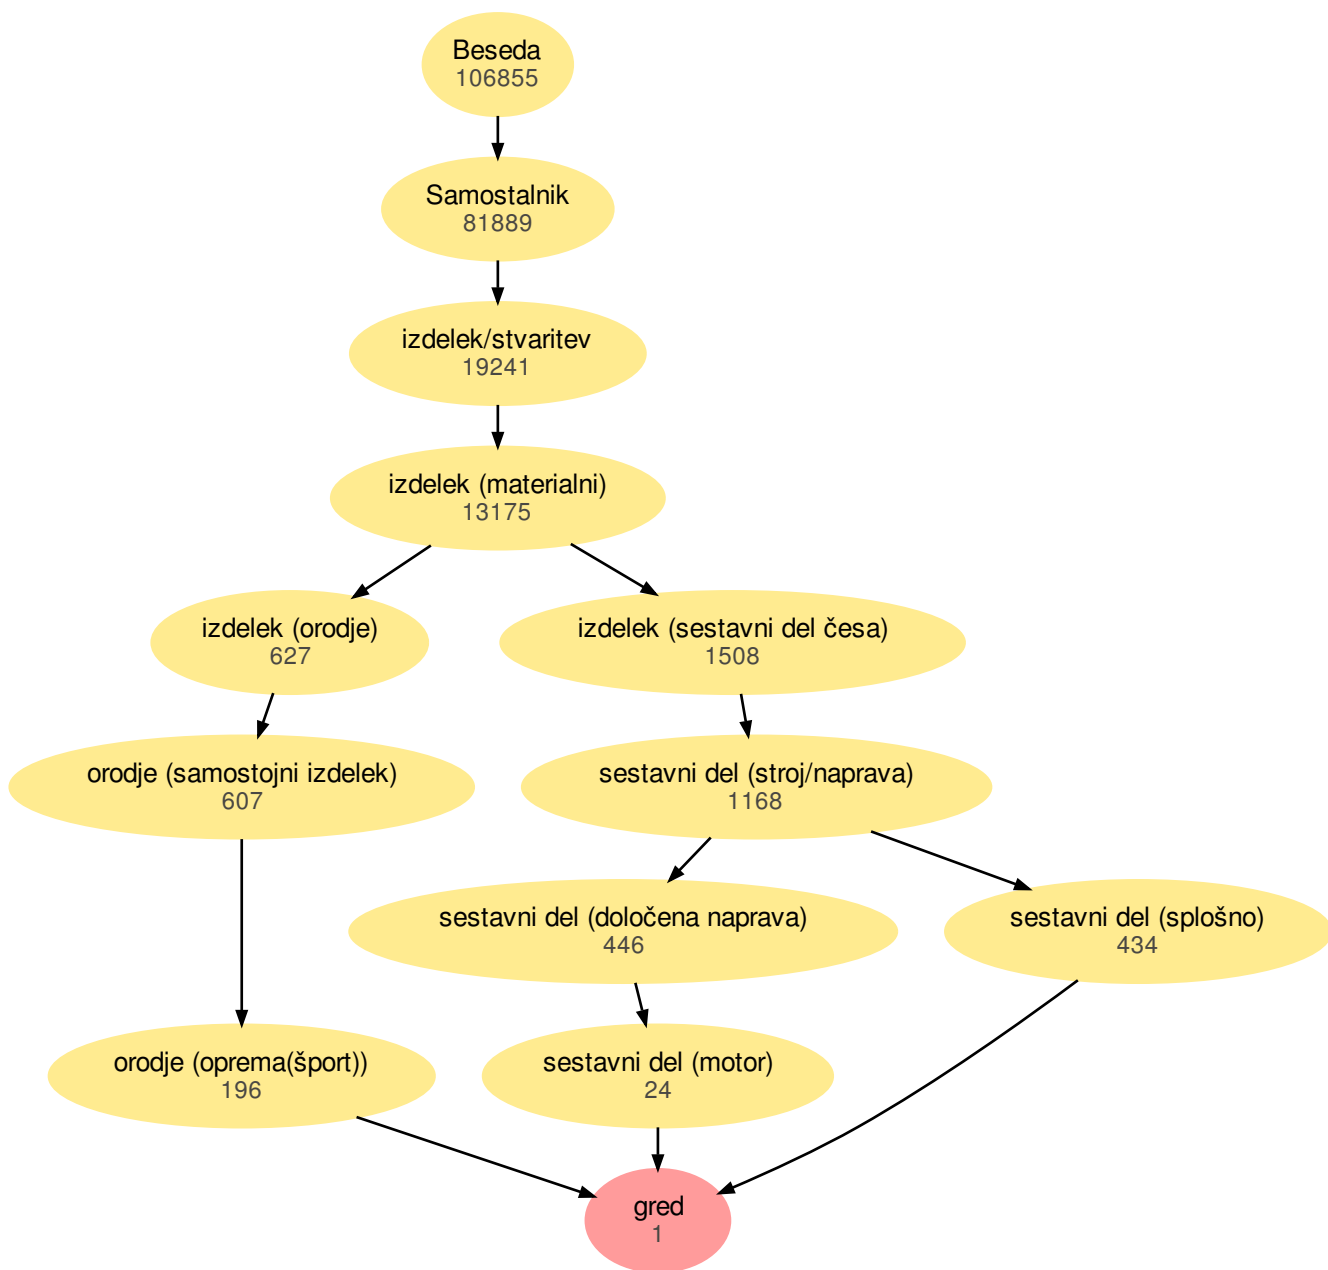 Beseda
106855
Samostalnik
81889
izdelek/stvaritev
19241
izdelek (materialni)
13175
izdelek (orodje)
627
izdelek (sestavni del česa)
1508
orodje (samostojni izdelek)
607
sestavni del (stroj/naprava)
1168
sestavni del (določena naprava)
446
sestavni del (splošno)
434
orodje (oprema(šport))
196
sestavni del (motor)
24
gred
1